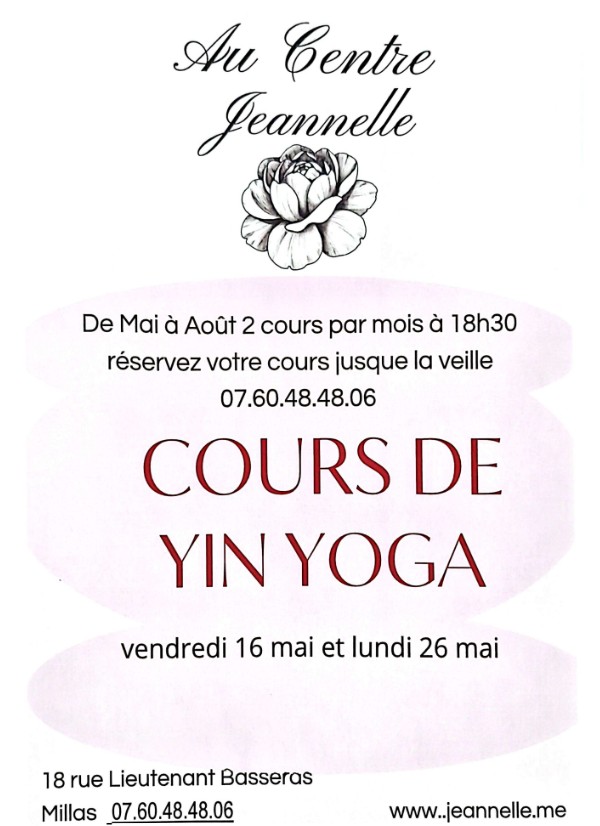 Au Centre
Jeannelle
De Mai à Août 2 cours par mois à 18h30
réservez votre cours jusque la veille
07.60.48.48.06
COURS DE
YIN YOGA
vendredi 16 mai et lundi 26 mai
18 rue Lieutenant Basseras
Millas 07.60.48.48.06
www..jeannelle.me